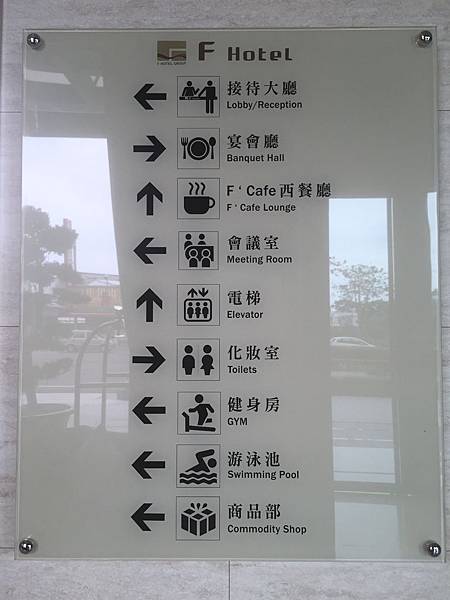 F HOTEL GROUP
F HOTEL
接待大廳
Lobby/Reception
宴會廳
Banquet Hall
F‘Cafe西餐廳
F‘Cafe Lounge
會議室
Meeting Room
電梯
Elevator
化妝室
Toilets
健身房
GYM
游泳池
Swimming Pool
商品部
Commodity Shop